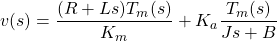 v(s) = \frac{(R + Ls)T_m(s)}{K_m} + K_a \frac{T_m(s)}{Js + B}